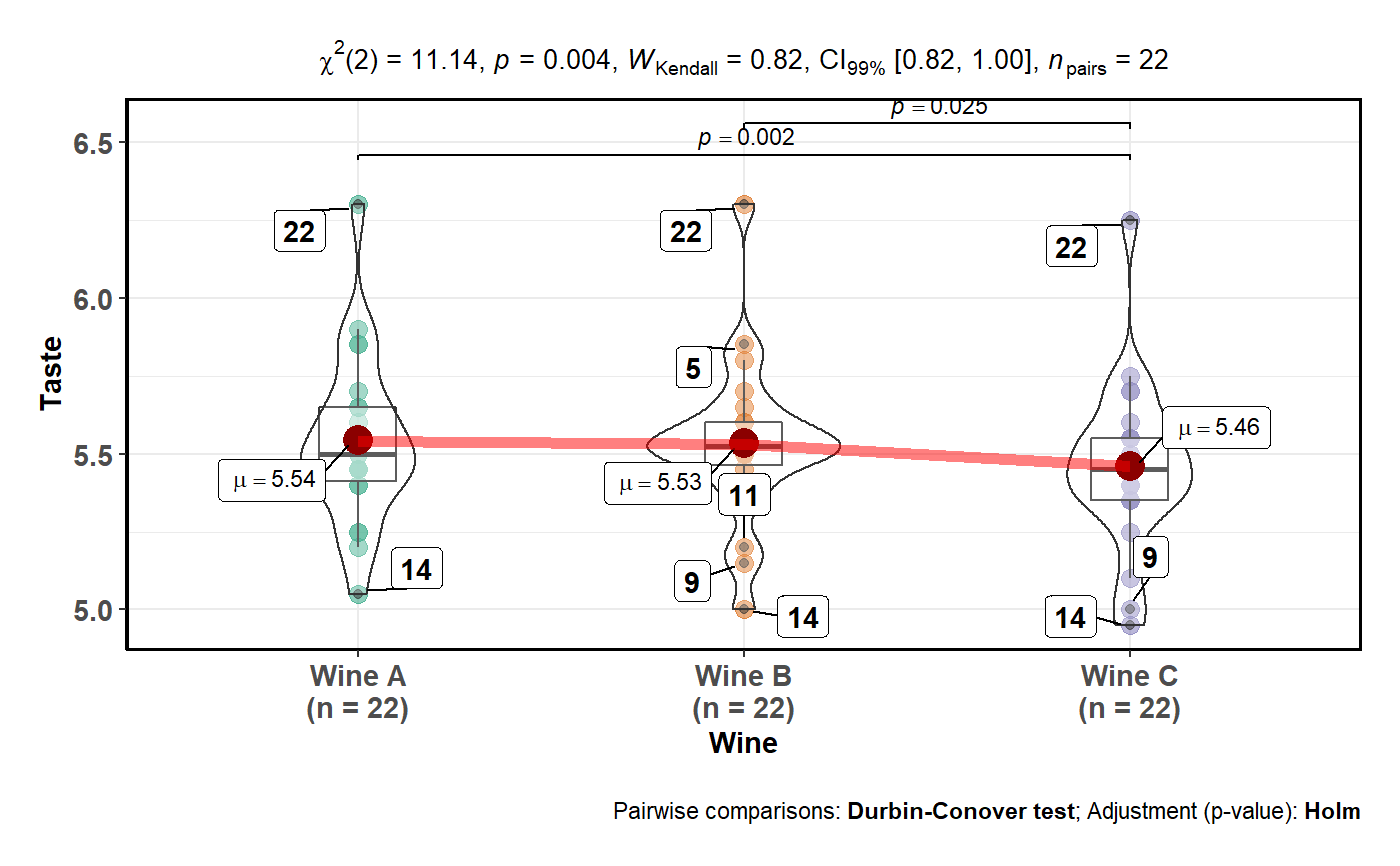 χ²(2) = 11.14, p = 0.004, W_Kendall = 0.82, CI_99% [0.82, 1.00], n_pairs = 22
p = 0.025
p = 0.002
6.5
22
22
22
6.0
5
Taste
μ = 5.46
5.5
μ = 5.54
μ = 5.53
11
14
9
9
5.0
14
14
Wine A
(n = 22)
Wine B
(n = 22)
Wine C
(n = 22)
Wine
Pairwise comparisons: Durbin-Conover test; Adjustment (p-value): Holm